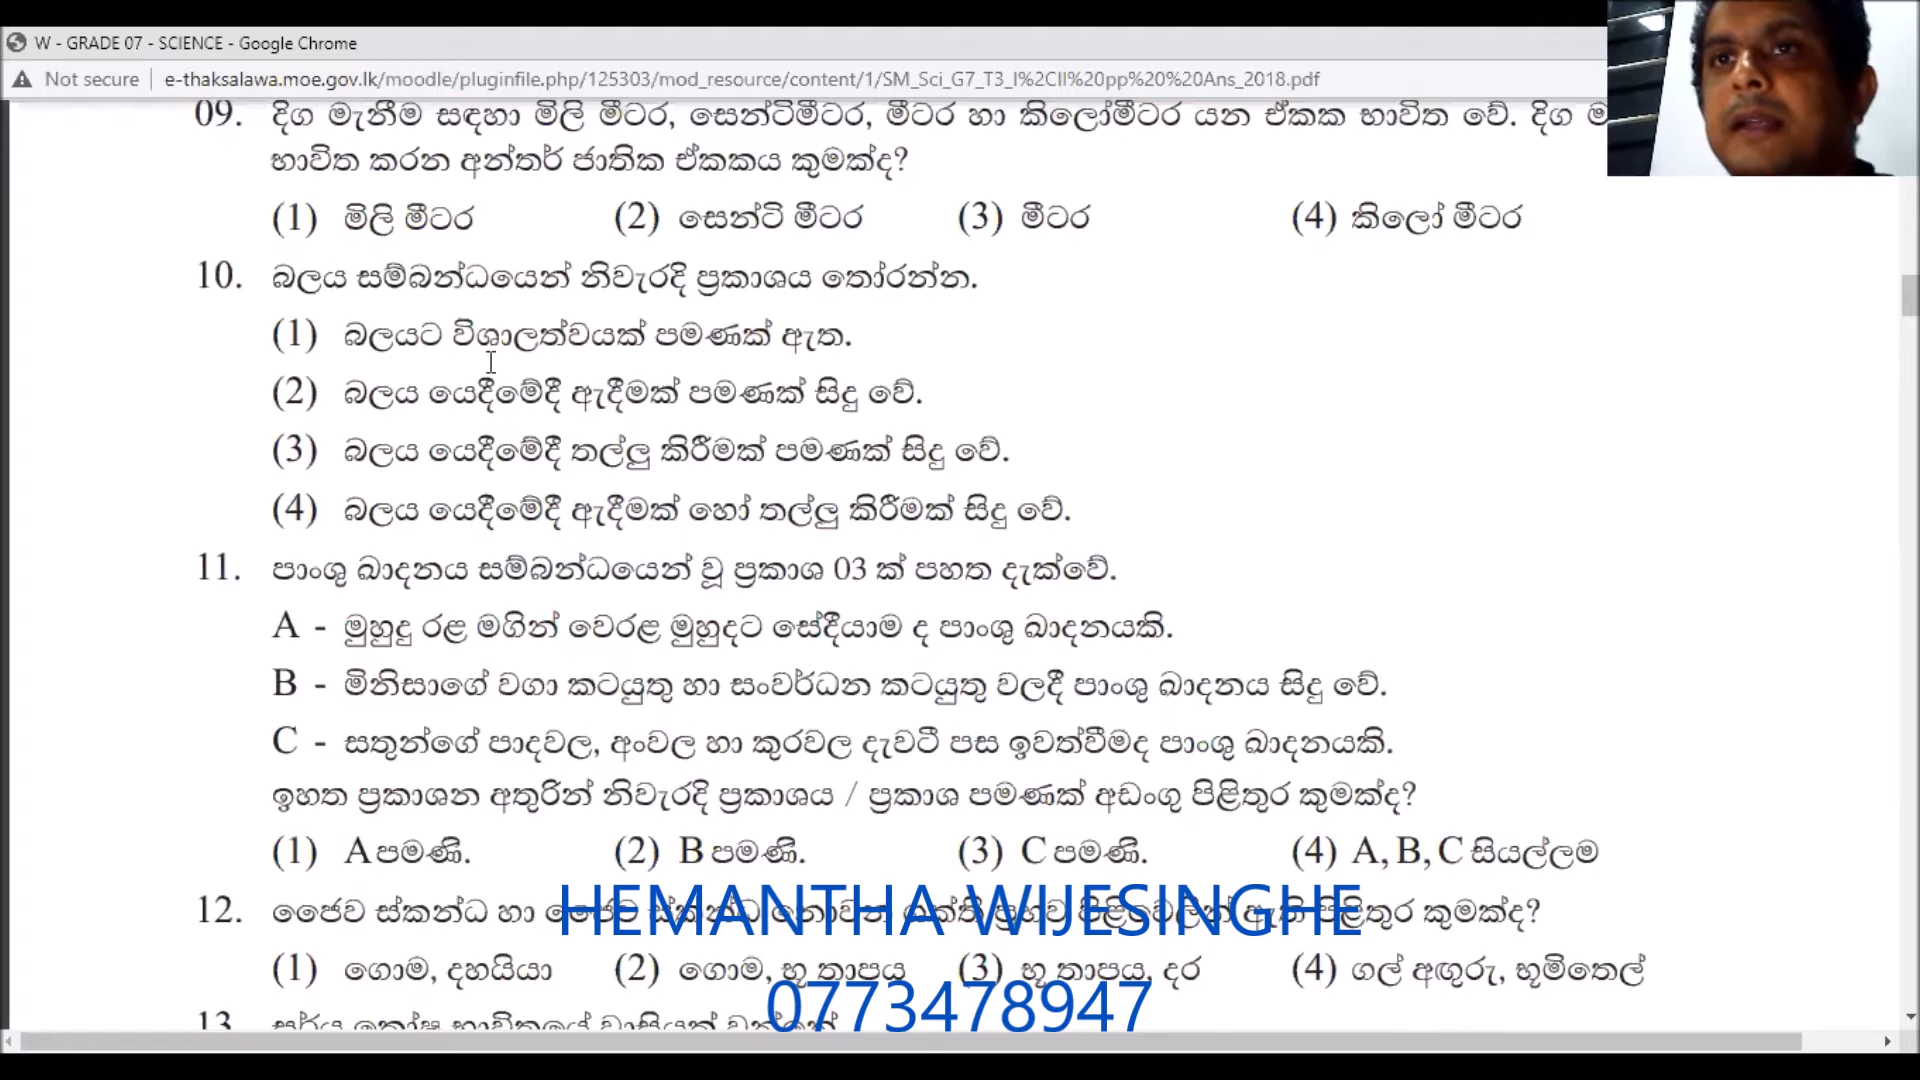 W - GRADE 07 - SCIENCE - Google Chrome
Not secure e-thaksalawa.moe.gov.lk/moodle/pluginfile.php/125303/mod_resource/content/1/SM_Sci_G7_T3_I%2CII%20pp%20%20Ans_2018.pdf
09. දිග මැනීම සඳහා මිලි මීටර, සෙන්ටිමීටර, මීටර හා කිලෝමීටර යන ඒකක භාවිත වේ. දිග
භාවිත කරන අන්තර් ජාතික ඒකකය කුමක්ද?
(1) මිලි මීටර (2) සෙන්ටි මීටර (3) මීටර (4) කිලෝ මීටර
10. බලය සම්බන්ධයෙන් නිවැරදි ප්‍රකාශය තෝරන්න.
(1) බලයට විශාලත්වයක් පමණක් ඇත.
(2) බලය යෙදීමේදී ඇදීමක් පමණක් සිදු වේ.
(3) බලය යෙදීමේදී තල්ලු කිරීමක් පමණක් සිදු වේ.
(4) බලය යෙදීමේදී ඇදීමක් හෝ තල්ලු කිරීමක් සිදු වේ.
11. පාංශු ඛාදනය සම්බන්ධයෙන් වූ ප්‍රකාශ 03 ක් පහත දැක්වේ.
A - මුහුදු රළ මගින් වෙරළ මුහුදට සේදීයාම ද පාංශු ඛාදනයකි.
B - මිනිසාගේ වගා කටයුතු හා සංවර්ධන කටයුතු වලදී පාංශු ඛාදනය සිදු වේ.
C - සතුන්ගේ පාදවල, අංවල හා කුරවල දැවටී පස ඉවත්වීමද පාංශු ඛාදනයකි.
ඉහත ප්‍රකාශන අතුරින් නිවැරදි ප්‍රකාශය / ප්‍රකාශ පමණක් අඩංගු පිළිතුර කුමක්ද?
(1) A පමණි. (2) B පමණි. (3) C පමණි. (4) A, B, C සියල්ලම
12. ජෛව ස්කන්ධ හා ජෛව ස්කන්ධ නොවන ශක්ති ප්‍රභව පිළිවෙලින් ඇති පිළිතුර කුමක්ද?
HEMANTHA WIJESINGHE
(1) ගොම, දහයියා (2) ගොම, භූ තාපය (3) භූ තාපය, දර (4) ගල් අඟුරු, භූමිතෙල්
0773478947
13.